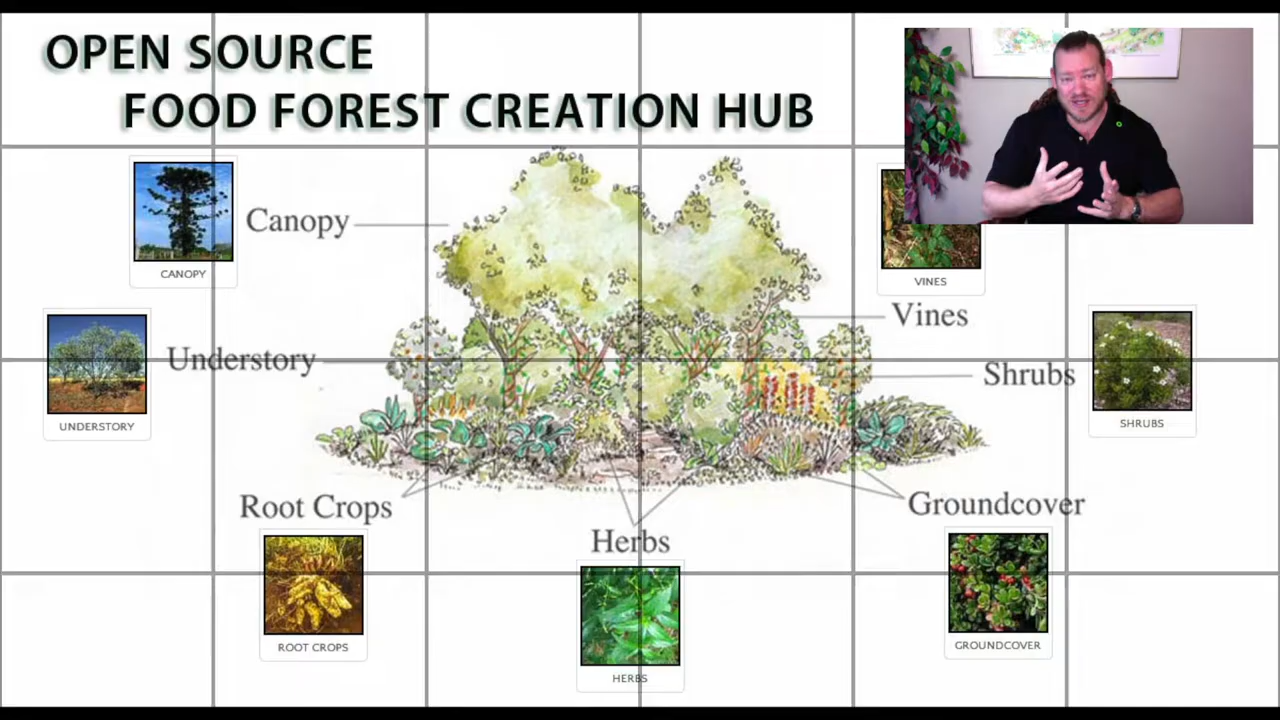 OPEN SOURCE
FOOD FOREST CREATION HUB
Canopy
CANOPY
VINES
Vines
Understory
UNDERSTORY
Shrubs
SHRUBS
Root Crops
ROOT CROPS
Herbs
HERBS
Groundcover
GROUNDCOVER